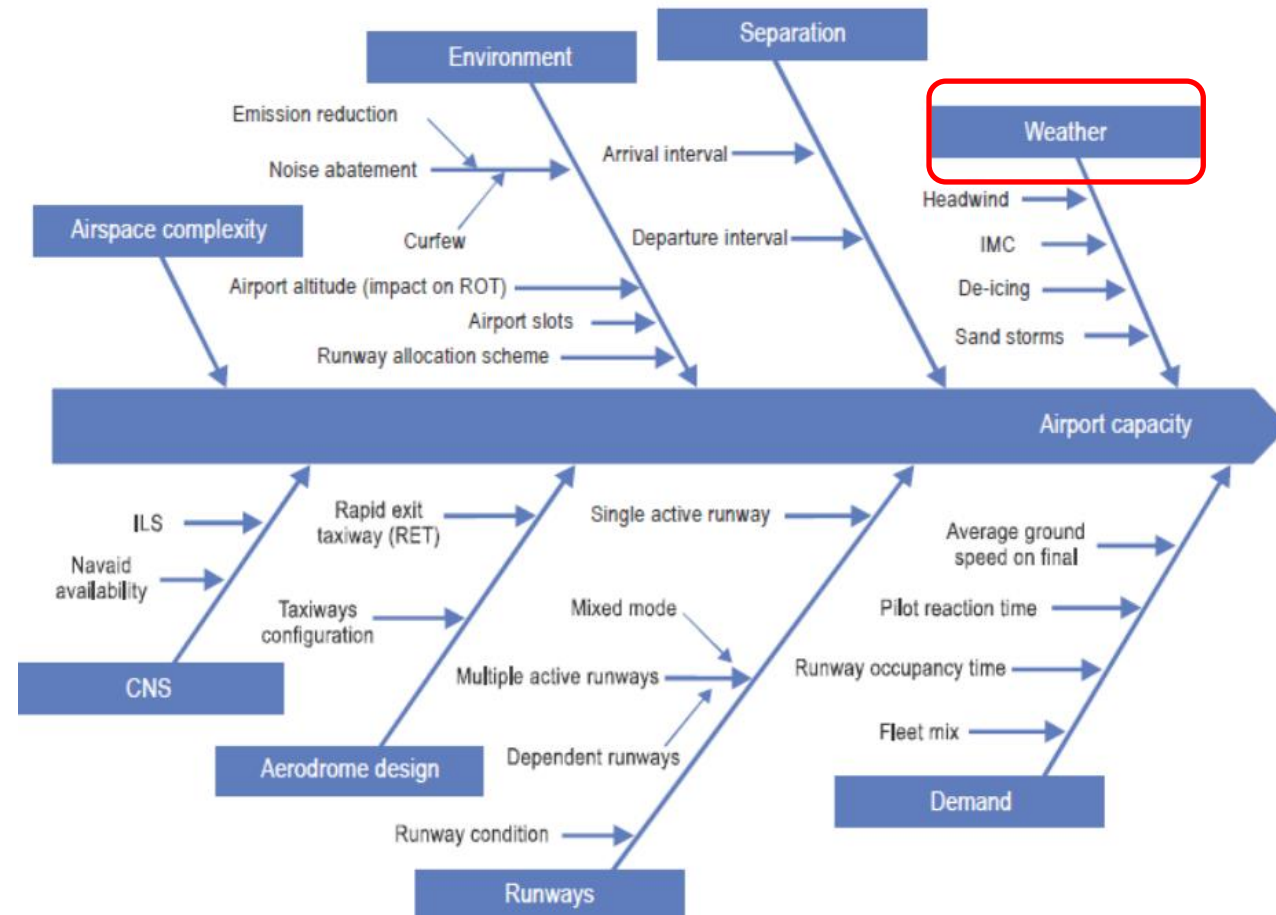 Separation
Environment
Weather
Emission reduction
Noise abatement
Curfew
Arrival interval
Departure interval
Headwind
IMC
De-icing
Sand storms
Airspace complexity
Airport altitude (impact on ROT)
Airport slots
Runway allocation scheme
Airport capacity
ILS
Navaid
availability
CNS
Rapid exit
taxiway (RET)
Taxiways
configuration
Aerodrome design
Single active runway
Mixed mode
Multiple active runways
Dependent runways
Runway condition
Runways
Average ground
speed on final
Pilot reaction time
Runway occupancy time
Fleet mix
Demand